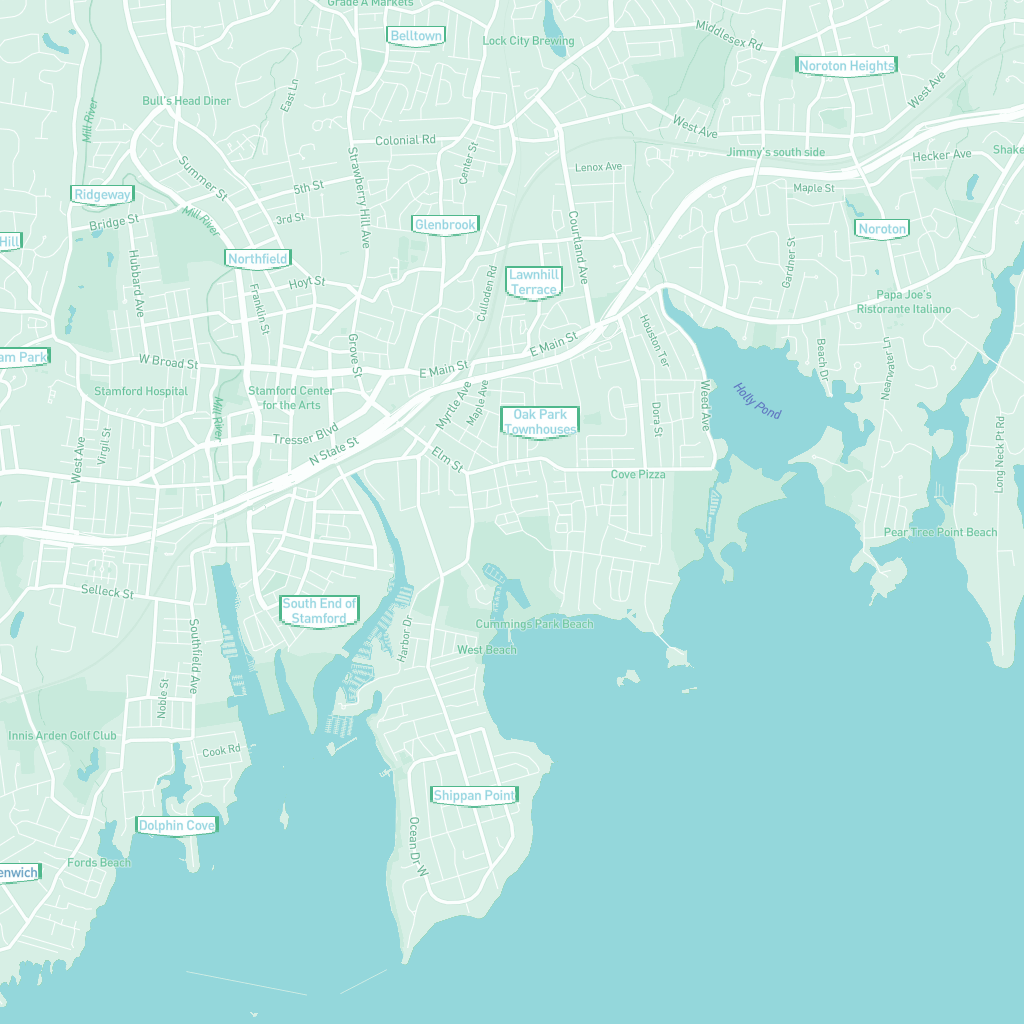 Grade A Markets
Belltown
Lock City Brewing
Middlesex Rd
Noroton Heights
West Ave
East Ln
Bull's Head Diner
Mill River
West Ave
Colonial Rd
Jimmy's south side
Shake
Hecker Ave
Strawberry Hill Ave
Center St
Summer St
Lenox Ave
Maple St
Ridgeway
5th St
Mill River
Bridge St
3rd St
Glenbrook
Courtland Ave
Noroton
Hill
Northfield
Gardner St
Hubbard Ave
Hoyt St
Culloden Rd
Lawnhill
Terrace
Papa Joe's
Ristorante Italiano
Franklin St
Houston Ter
E Main St
am Park
W Broad St
Grove St
E Main St
Beach Dr
Nearwater Ln
Stamford Hospital
Stamford Center
for the Arts
Myrtle Ave
Maple Ave
Weed Ave
Holly Pond
Mill River
Oak Park
Townhouses
Dora St
Virgil St
West Ave
Tresser Blvd
N State St
Elm St
Cove Pizza
Long Neck Pt Rd
Pear Tree Point Beach
Selleck St
South End of
Stamford
Cummings Park Beach
Harbor Dr
West Beach
Southfield Ave
Noble St
Innis Arden Golf Club
Cook Rd
Shippan Point
Dolphin Cove
Ocean Dr W
Fords Beach
enwich